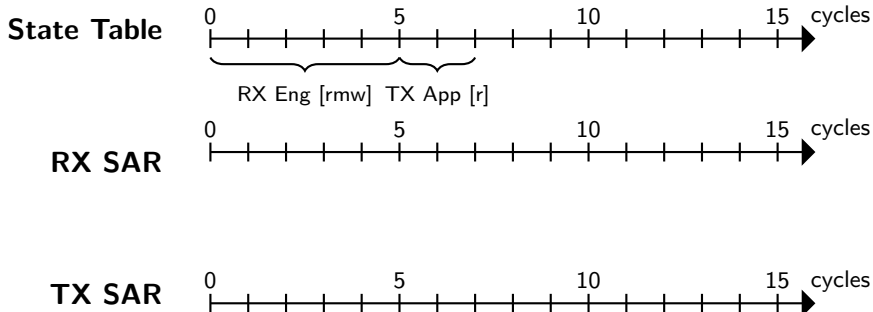 State Table
0 5 10 15 cycles
RX Eng [rmw] TX App [r]
RX SAR
0 5 10 15 cycles
TX SAR
0 5 10 15 cycles